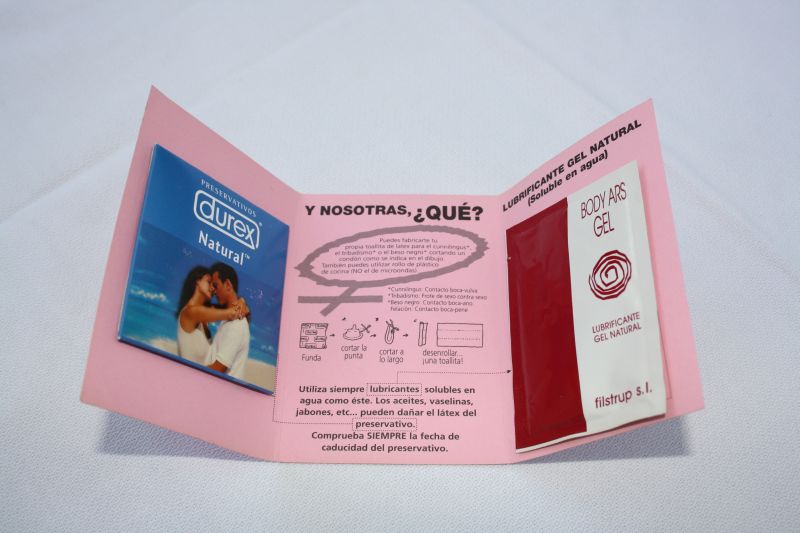 PRESERVATIVOS
durex
Natural™
Y NOSOTRAS, ¿QUÉ?
Puedes fabricarte tu
propia toallita de latex para el cunnilingus*,
el tribadismo* o el beso negro* cortando un
condón como se indica en el dibujo.
También puedes utilizar rollo de plástico
de cocina (NO el de microondas)
*Cunnilingus: Contacto boca-vulva
*Tribadismo: Frote de sexo contra sexo
*Beso negro: Contacto boca-ano
Felación: Contacto boca-pene
Funda
cortar la
punta
cortar a
lo largo
desenrollar...
¡una toallita!
Utiliza siempre lubricantes solubles en
agua como éste. Los aceites, vaselinas,
jabones, etc... pueden dañar el látex del
preservativo.
Comprueba SIEMPRE la fecha de
caducidad del preservativo.
LUBRIFICANTE GEL NATURAL
(Soluble en agua)
BODY ARS
GEL
LUBRIFICANTE
GEL NATURAL
filstrup s.l.